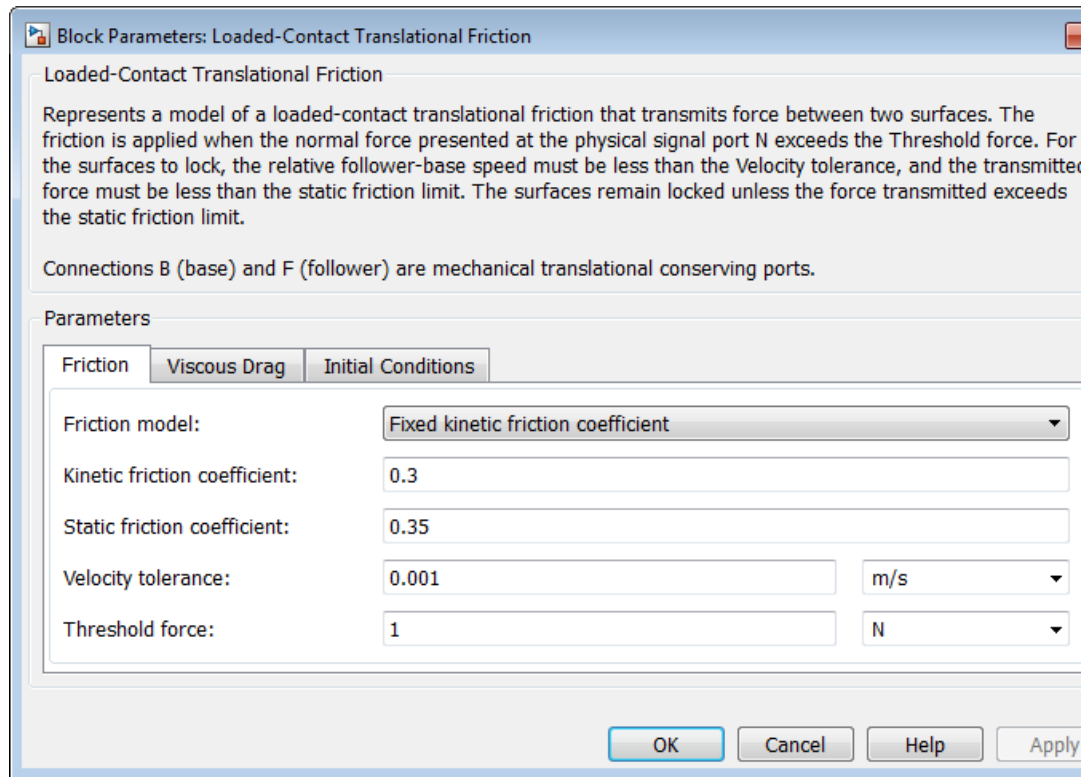 Block Parameters: Loaded-Contact Translational Friction
Loaded-Contact Translational Friction
Represents a model of a loaded-contact translational friction that transmits force between two surfaces. The
friction is applied when the normal force presented at the physical signal port N exceeds the Threshold force. For
the surfaces to lock, the relative follower-base speed must be less than the Velocity tolerance, and the transmitted
force must be less than the static friction limit. The surfaces remain locked unless the force transmitted exceeds
the static friction limit.
Connections B (base) and F (follower) are mechanical translational conserving ports.
Parameters
Friction Viscous Drag Initial Conditions
Friction model: Fixed kinetic friction coefficient
Kinetic friction coefficient: 0.3
Static friction coefficient: 0.35
Velocity tolerance: 0.001 m/s
Threshold force: 1 N
OK Cancel Help Apply